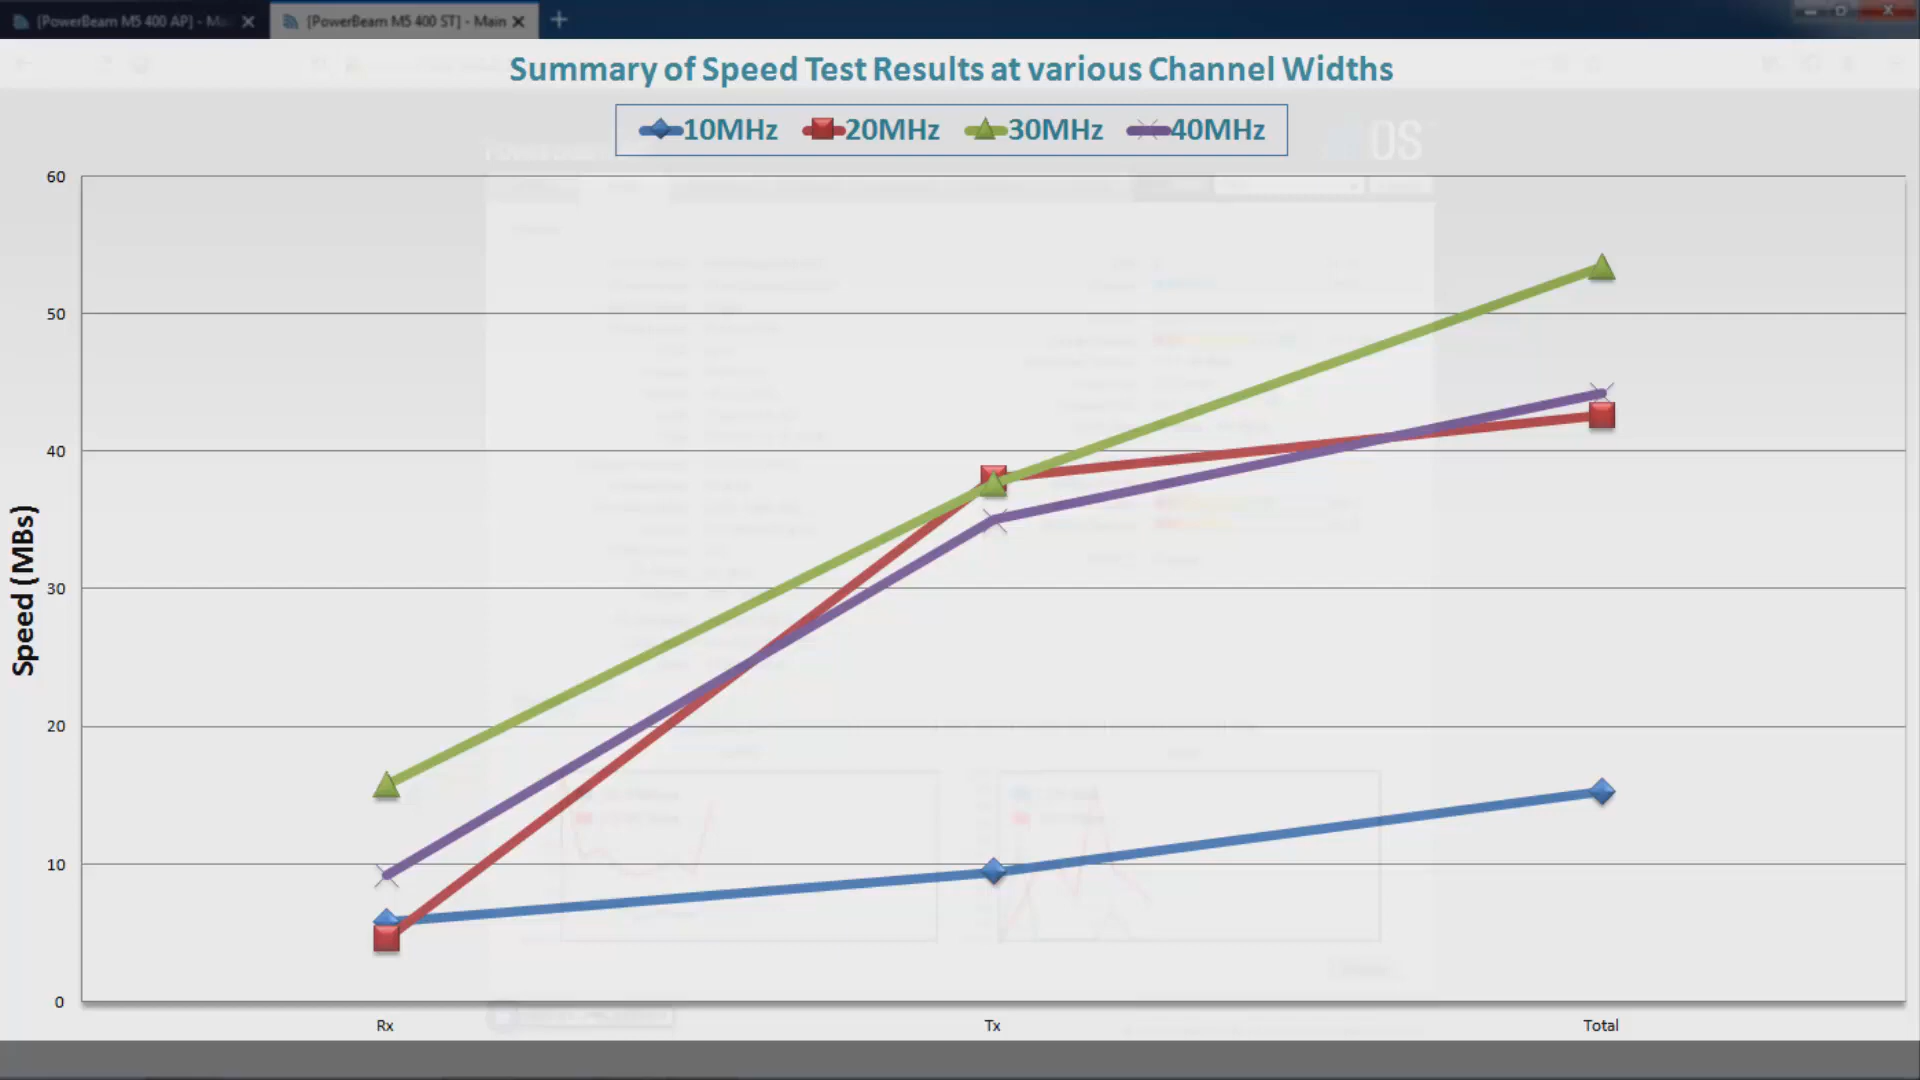 [PowerBeam M5 400 AP] - Ma
[PowerBeam M5 400 ST] - Main
Summary of Speed Test Results at various Channel Widths
10MHz 20MHz 30MHz 40MHz
OS
60
50
40
30
20
10
0
Speed (MBs)
Rx Tx Total